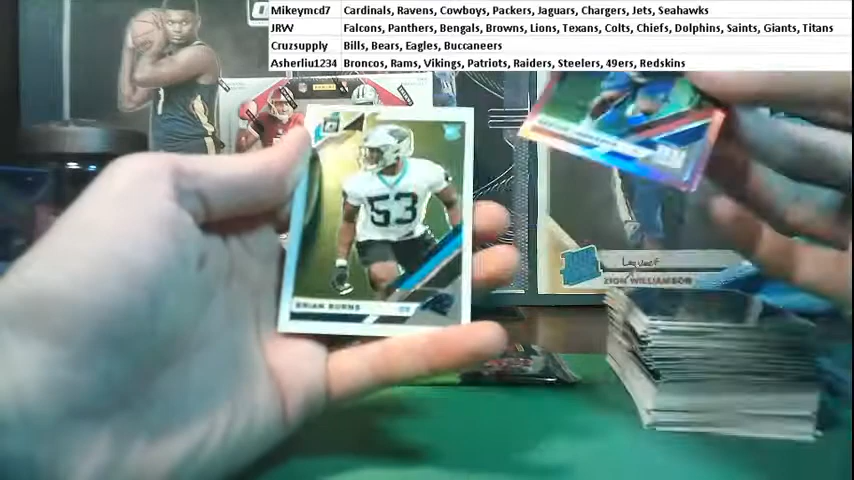 Mikeymcd7 Cardinals, Ravens, Cowboys, Packers, Jaguars, Chargers, Jets, Seahawks
JRW Falcons, Panthers, Bengals, Browns, Lions, Texans, Colts, Chiefs, Dolphins, Saints, Giants, Titans
Cruzsupply Bills, Bears, Eagles, Buccaneers
Asherliu1234 Broncos, Rams, Vikings, Patriots, Raiders, Steelers, 49ers, Redskins
53
BRIAN BURNS
ZION WILLIAMSON